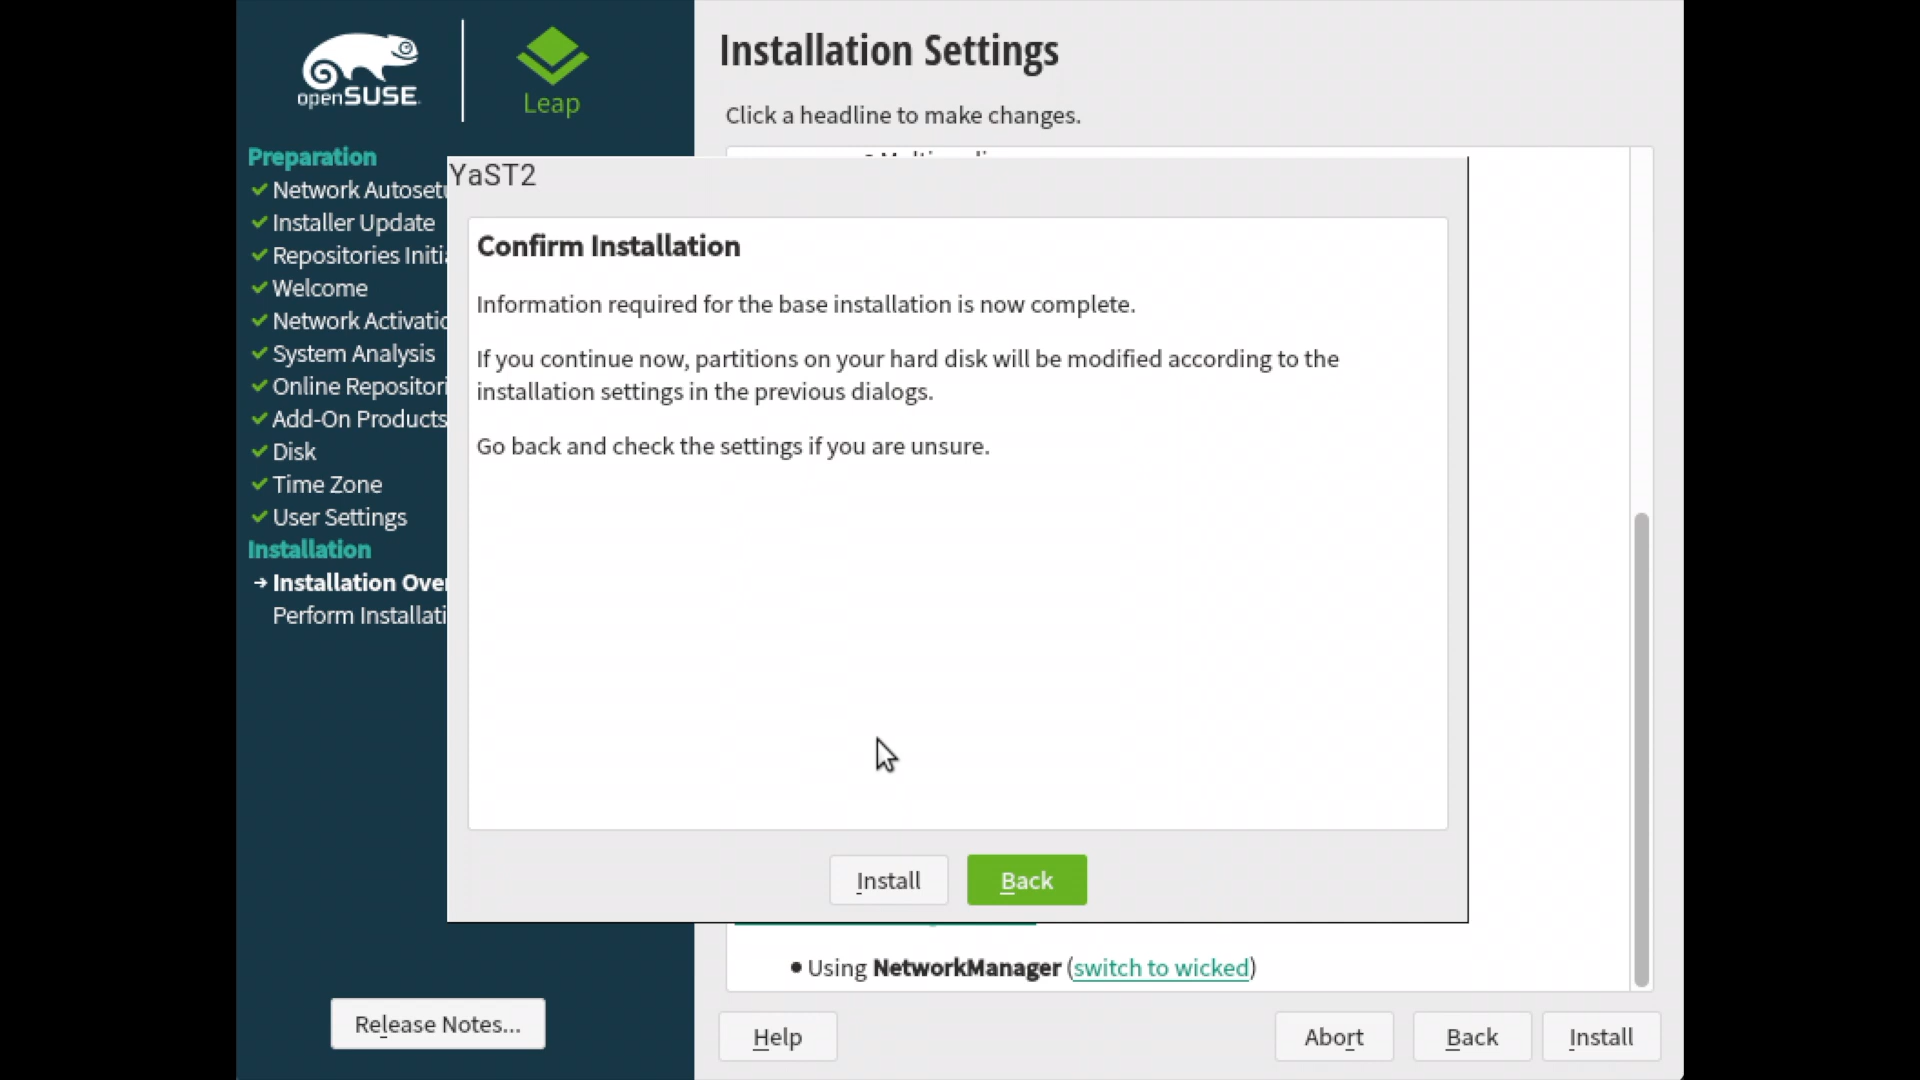 openSUSE
Leap
Installation Settings
Click a headline to make changes.
Preparation
Network Autosetu
Installer Update
Repositories Initia
Welcome
Network Activatio
System Analysis
Online Repositori
Add-On Products
Disk
Time Zone
User Settings
Installation
Installation Over
Perform Installati
YaST2
Confirm Installation
Information required for the base installation is now complete.
If you continue now, partitions on your hard disk will be modified according to the
installation settings in the previous dialogs.
Go back and check the settings if you are unsure.
Install Back
Using NetworkManager (switch to wicked)
Release Notes...
Help Abort Back Install